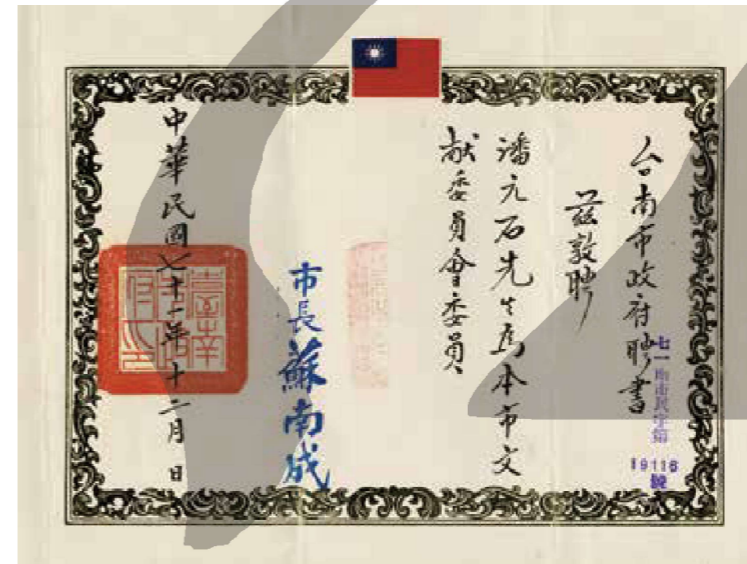 台南市政府聘書
七一南市民字第
19116
號
茲敦聘
潘元石先生為本市文
献委員會委員
市長蘇南成
中華民國七十一年十二月 日